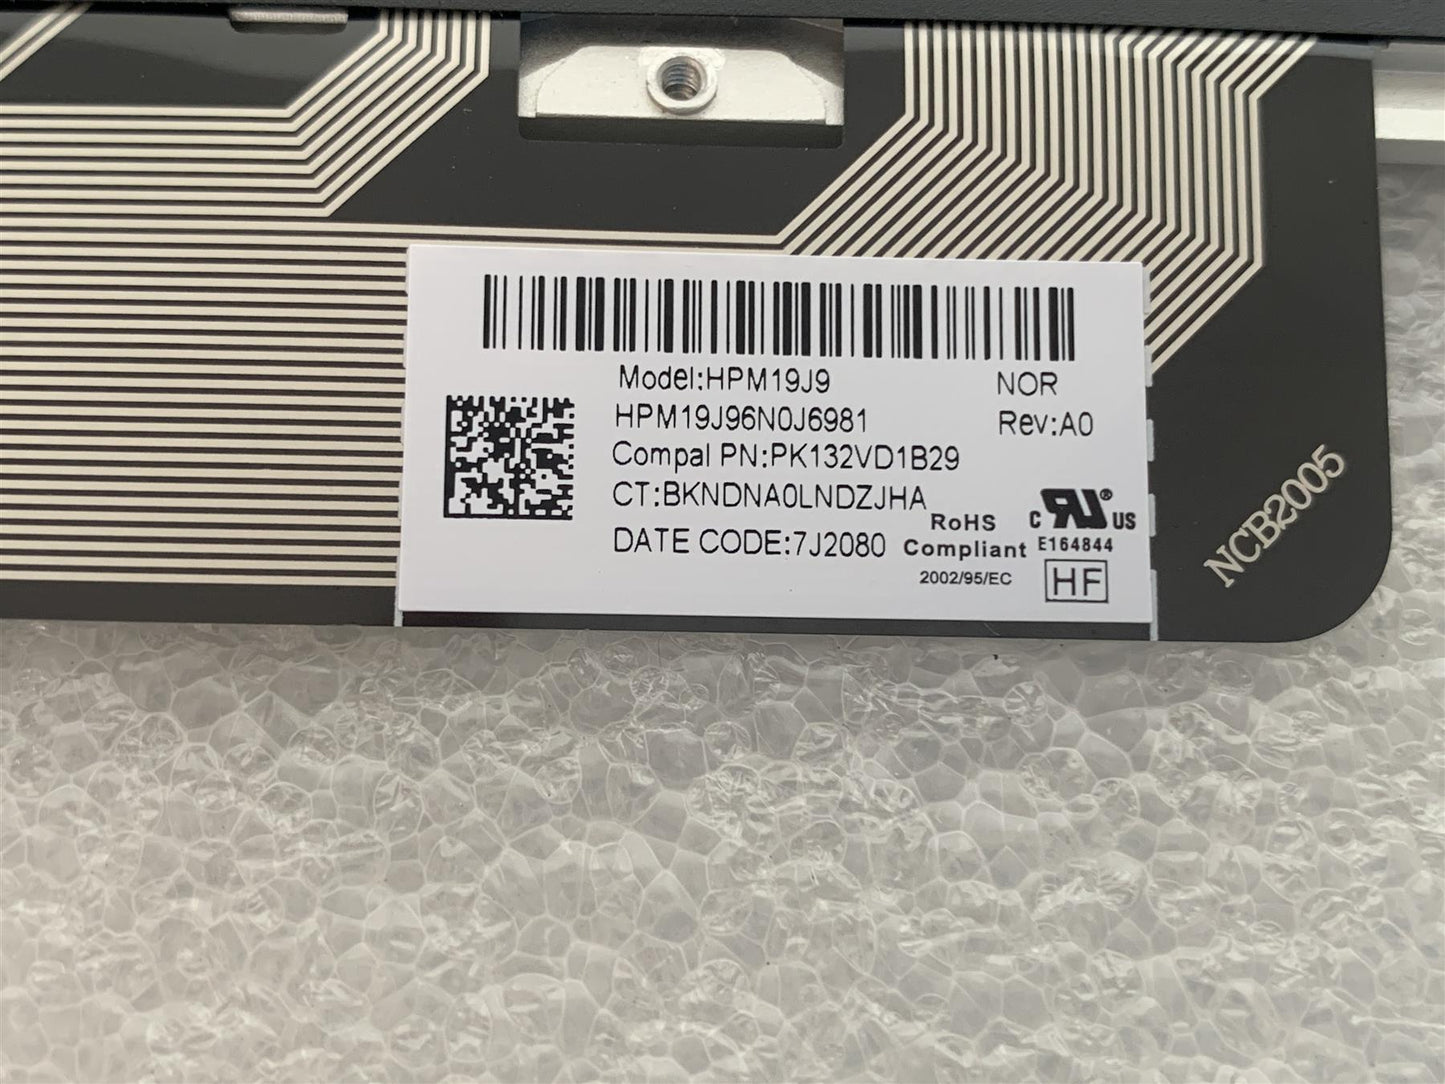 Model:HPM19J9 NOR
HPM19J96N0J6981 Rev:A0
Compal PN:PK132VD1B29
CT:BKNDNA0LNDZJHA
DATE CODE:7J2080
RoHS
Compliant
2002/95/EC
C RU ® US
E164844
HF
NCB2005